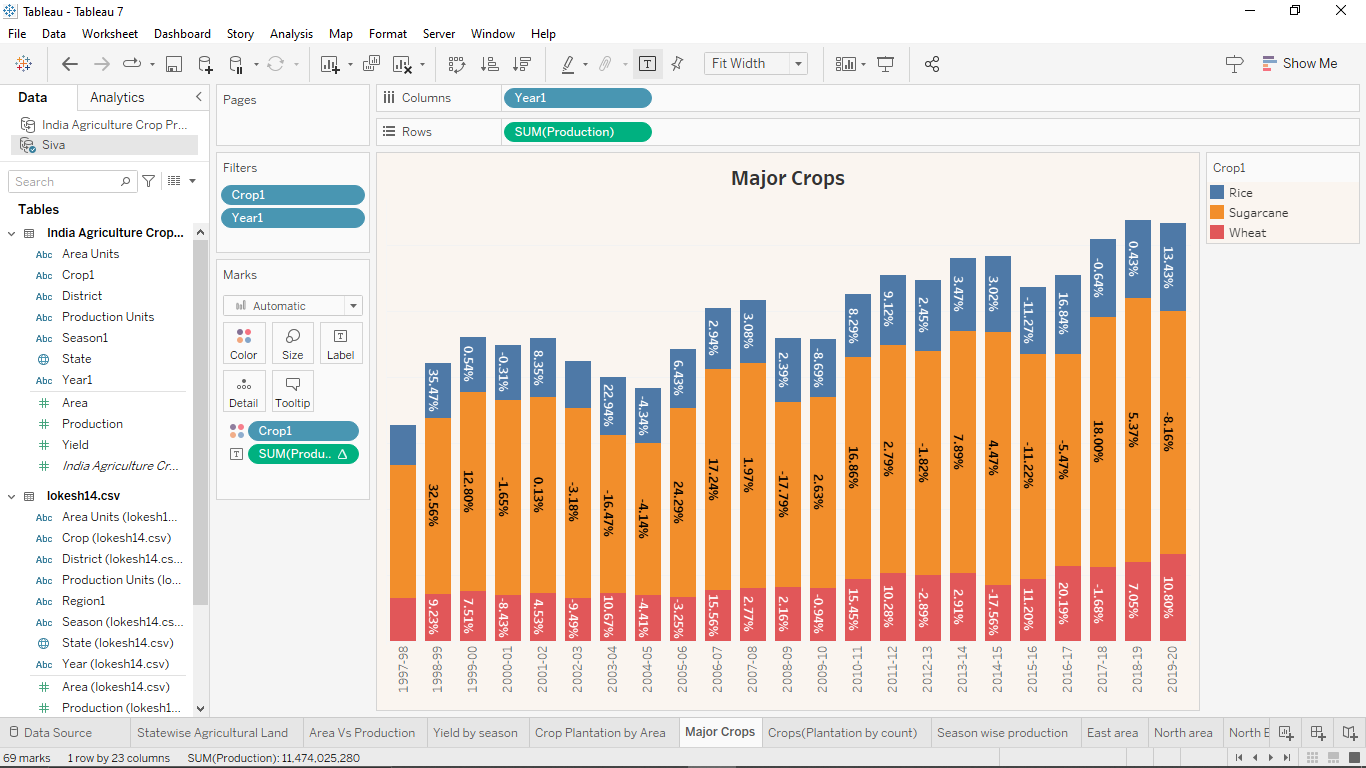 Tableau - Tableau 7
File Data Worksheet Dashboard Story Analysis Map Format Server Window Help
Fit Width
Show Me
Data Analytics
India Agriculture Crop Pr...
Siva
Search
Tables
India Agriculture Crop...
Abc Area Units
Abc Crop1
Abc District
Abc Production Units
Abc Season1
State
Abc Year1
Area
Production
Yield
India Agriculture Cr...
lokesh14.csv
Abc Area Units (lokesh1...
Abc Crop (lokesh14.csv)
Abc District (lokesh14.cs...
Abc Production Units (lo...
Abc Region1
Abc Season (lokesh14.c...
State (lokesh14.csv)
Abc Year (lokesh14.csv)
Area (lokesh14.csv)
Production (lokesh1...
Pages
Filters
Crop1
Year1
Marks
Automatic
Color Size Label
Detail Tooltip
Crop1
SUM(Produ.. Δ
Columns Year1
Rows SUM(Production)
Major Crops
35.47% 0.54% -0.31% 8.35% 22.94% -4.34% 6.43% 2.94% 3.08% 2.39% -8.69% 8.29% 9.12% 2.45% 3.47% 3.02% -11.27% 16.84% -0.64% 0.43% 13.43%
32.56% 12.80% -1.65% 0.13% -3.18% -16.47% -4.14% 24.29% 17.24% 1.97% -17.79% 2.63% 16.86% 2.79% -1.82% 7.89% 4.47% -11.22% -5.47% 18.00% 5.37% -8.16%
9.23% 7.51% -8.43% 4.53% -9.49% 10.67% -4.41% -3.25% 15.56% 2.77% 2.16% -0.94% 15.45% 10.28% -2.89% 2.91% -17.56% 11.20% 20.19% -1.68% 7.05% 10.80%
1997-98 1998-99 1999-00 2000-01 2001-02 2002-03 2003-04 2004-05 2005-06 2006-07 2007-08 2008-09 2009-10 2010-11 2011-12 2012-13 2013-14 2014-15 2015-16 2016-17 2017-18 2018-19 2019-20
Crop1
Rice
Sugarcane
Wheat
Data Source Statewise Agricultural Land Area Vs Production Yield by season Crop Plantation by Area Major Crops Crops(Plantation by count) Season wise production East area North area North E
69 marks 1 row by 23 columns SUM(Production): 11,474,025,280